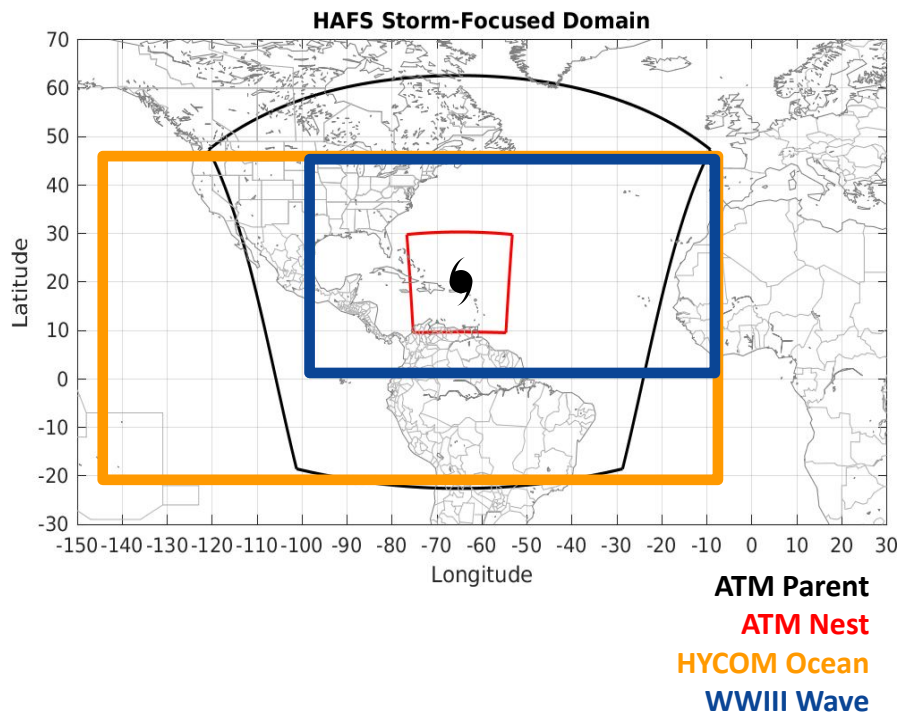 HAFS Storm-Focused Domain
70
60
50
40
30
20
10
0
-10
-20
-30
Latitude
-150 -140 -130 -120 -110 -100 -90 -80 -70 -60 -50 -40 -30 -20 -10 0 10 20 30
Longitude
ATM Parent
ATM Nest
HYCOM Ocean
WWIII Wave